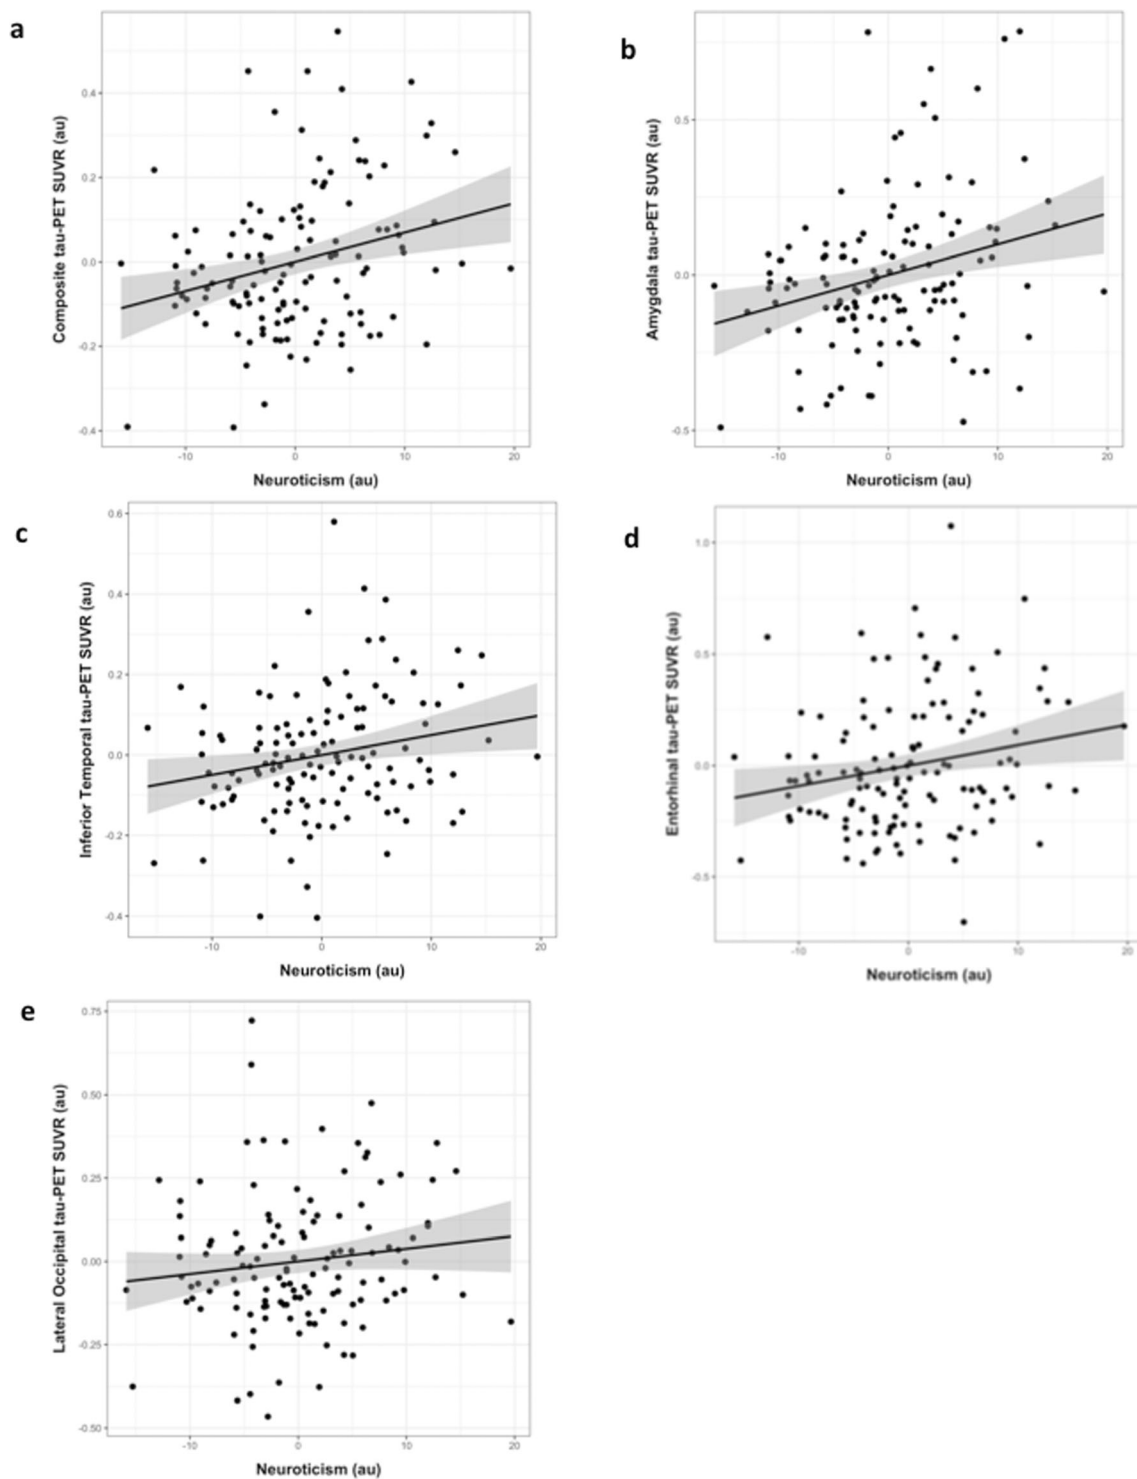 a
Composite tau-PET SUVR (au)
0.4
0.2
0.0
-0.2
-0.4
-10 0 10 20
Neuroticism (au)
b
Amygdala tau-PET SUVR (au)
0.5
0.0
-0.5
-10 0 10 20
Neuroticism (au)
c
Inferior Temporal tau-PET SUVR (au)
0.6
0.4
0.2
0.0
-0.2
-0.4
-10 0 10 20
Neuroticism (au)
d
Entorhinal tau-PET SUVR (au)
1.0
0.5
0.0
-0.5
-10 0 10 20
Neuroticism (au)
e
Lateral Occipital tau-PET SUVR (au)
0.75
0.50
0.25
0.00
-0.25
-0.50
-10 0 10 20
Neuroticism (au)